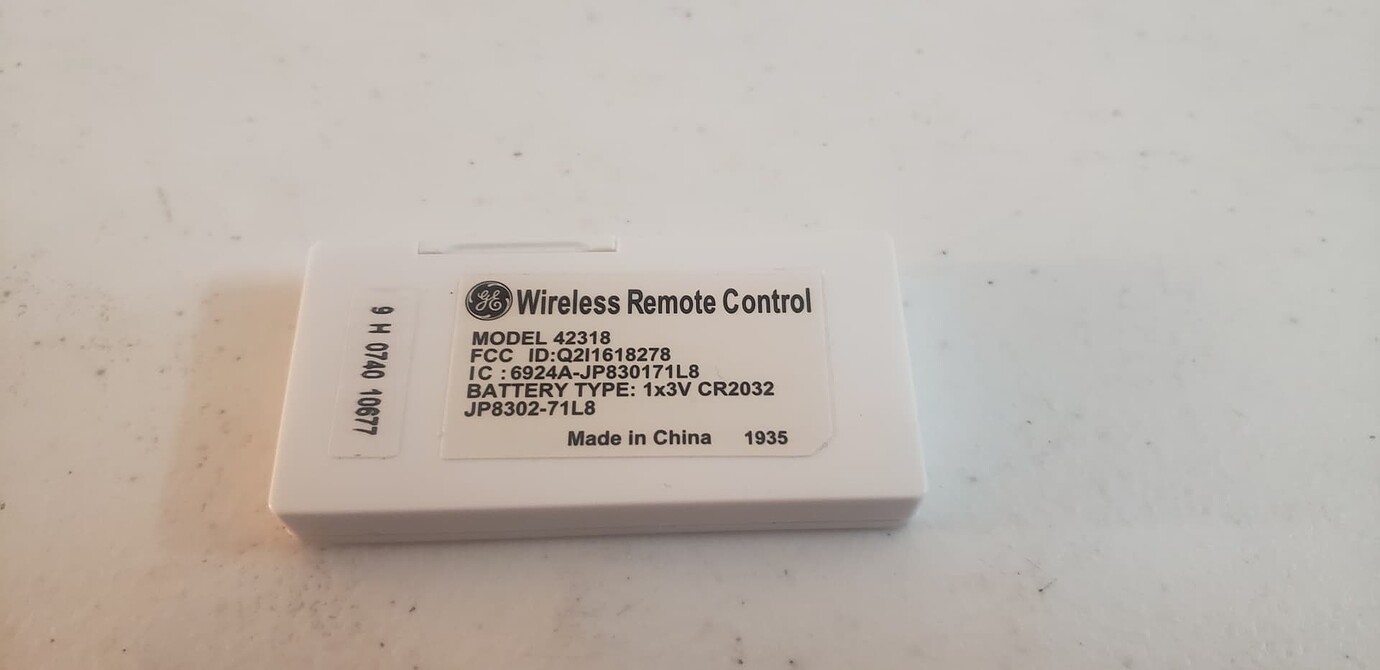 GE Wireless Remote Control
MODEL 42318
FCC ID:Q2I1618278
IC : 6924A-JP830171L8
BATTERY TYPE: 1x3V CR2032
JP8302-71L8
Made in China 1935
9 H 0740 10677